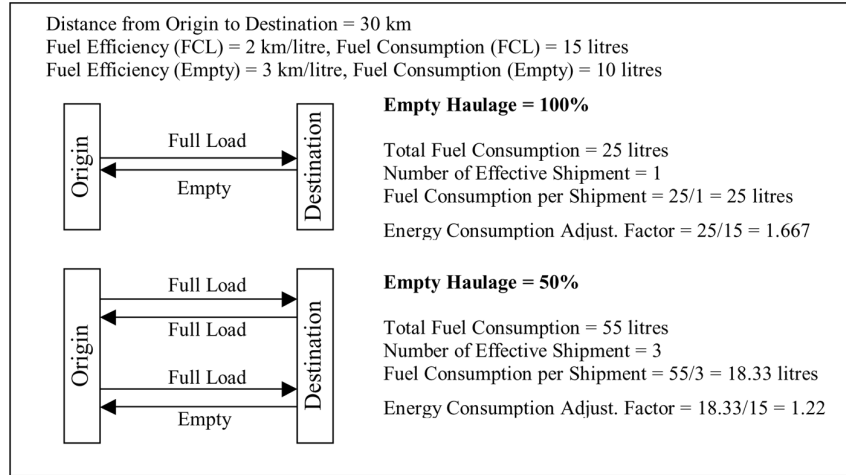 Distance from Origin to Destination = 30 km
Fuel Efficiency (FCL) = 2 km/litre, Fuel Consumption (FCL) = 15 litres
Fuel Efficiency (Empty) = 3 km/litre, Fuel Consumption (Empty) = 10 litres
Origin
Full Load
Empty
Destination
Empty Haulage = 100%
Total Fuel Consumption = 25 litres
Number of Effective Shipment = 1
Fuel Consumption per Shipment = 25/1 = 25 litres
Energy Consumption Adjust. Factor = 25/15 = 1.667
Origin
Full Load
Full Load
Full Load
Empty
Destination
Empty Haulage = 50%
Total Fuel Consumption = 55 litres
Number of Effective Shipment = 3
Fuel Consumption per Shipment = 55/3 = 18.33 litres
Energy Consumption Adjust. Factor = 18.33/15 = 1.22